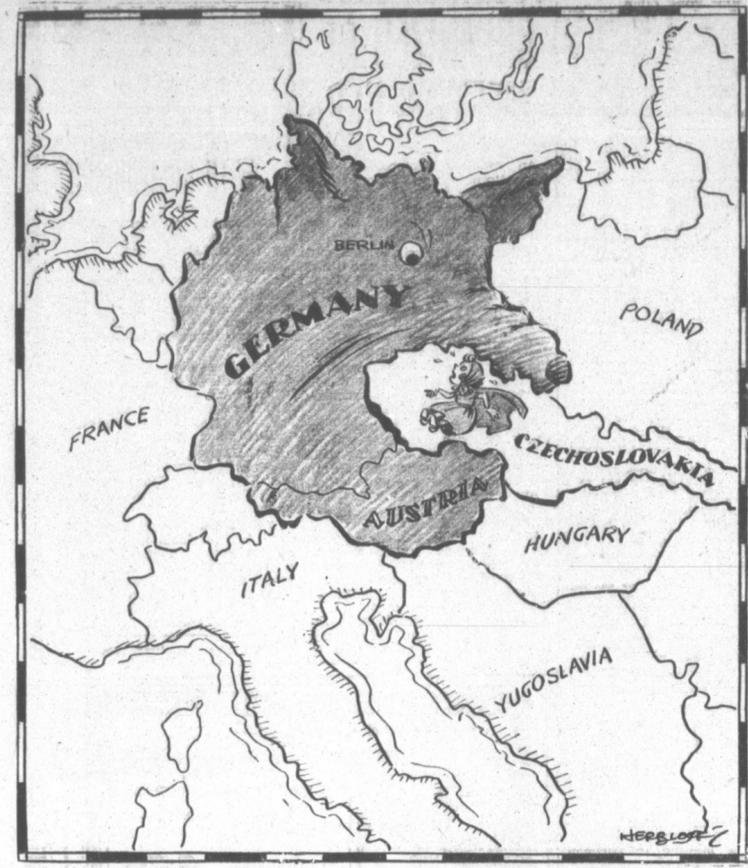 BERLIN
GERMANY
POLAND
FRANCE
CZECHOSLOVAKIA
AUSTRIA
HUNGARY
ITALY
YUGOSLAVIA
HERBLOCK